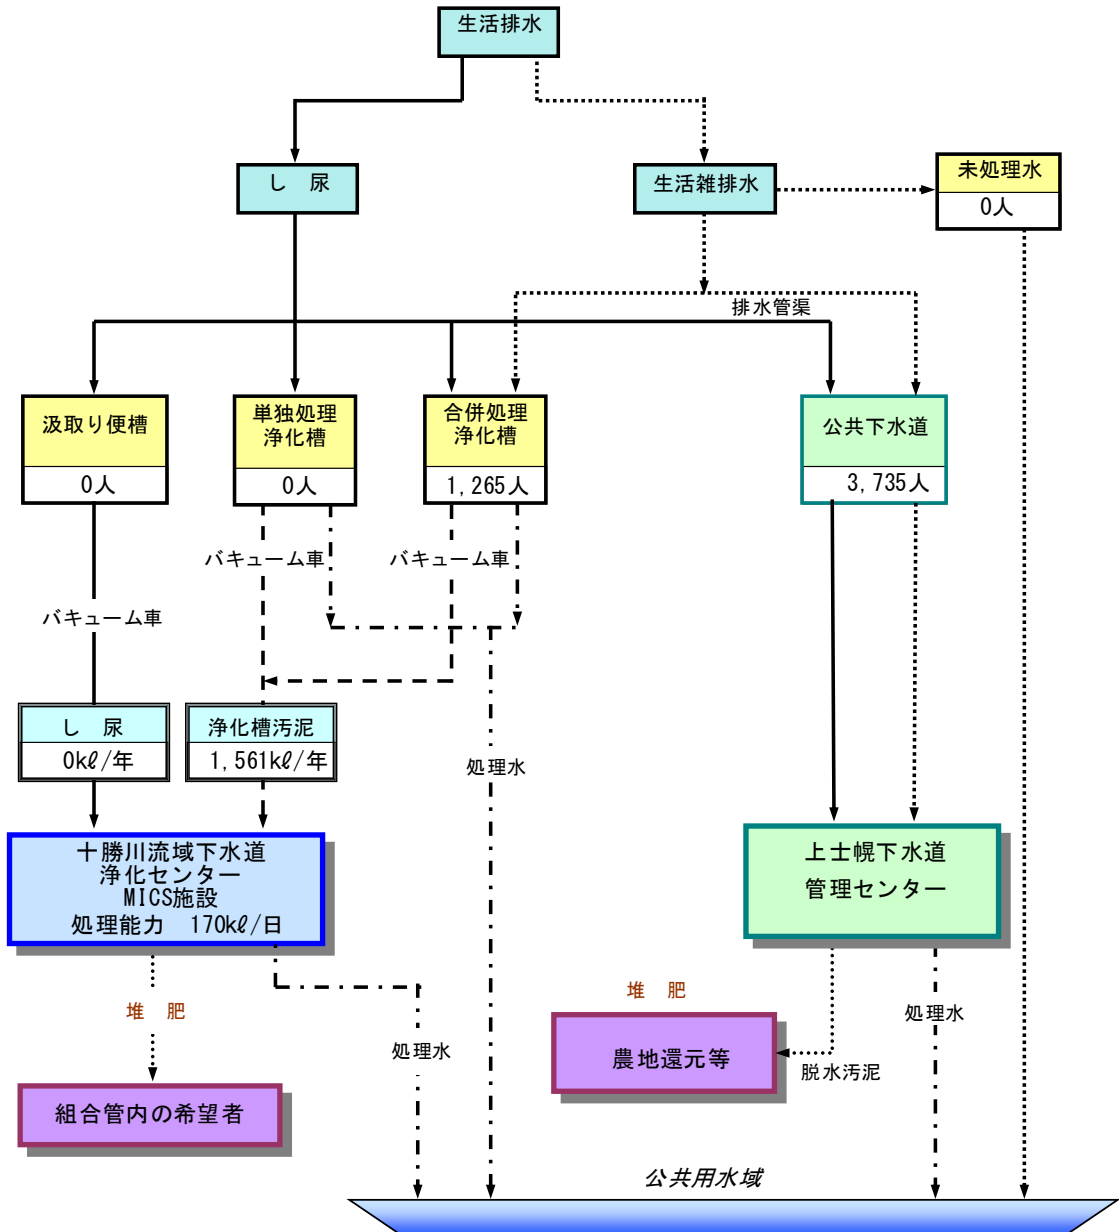 生活排水
し　尿
生活雑排水
未処理水
0人
排水管渠
汲取り便槽
0人
単独処理
浄化槽
0人
合併処理
浄化槽
1,265人
公共下水道
3,735人
バキューム車
バキューム車
バキューム車
し　尿
0kℓ/年
浄化槽汚泥
1,561kℓ/年
処理水
十勝川流域下水道
浄化センター
MICS施設
処理能力　170kℓ/日
上士幌下水道
管理センター
堆　肥
堆　肥
処理水
処理水
農地還元等
脱水汚泥
組合管内の希望者
公共用水域